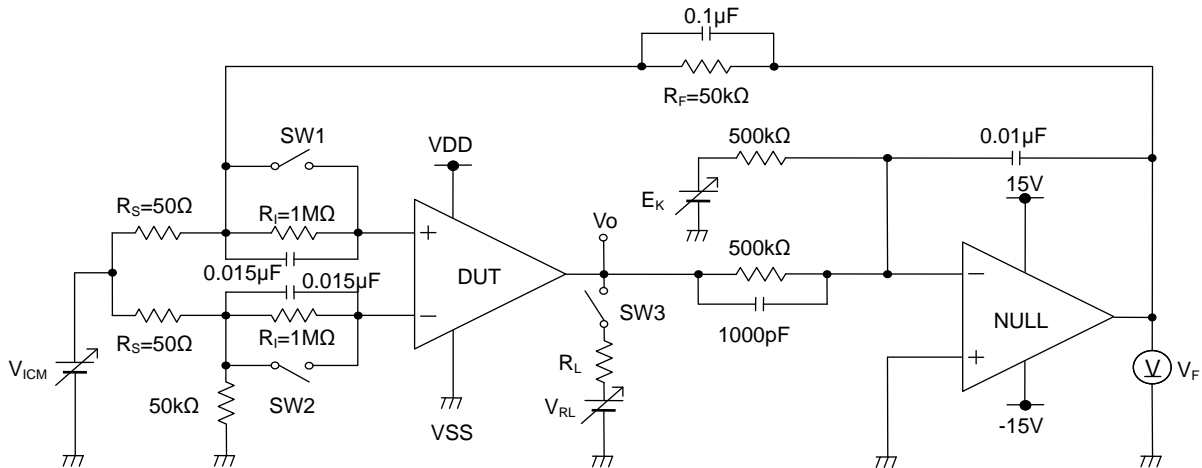 0.1µF
RF=50kΩ
SW1
VDD
500kΩ
0.01µF
15V
EK
RS=50Ω
RI=1MΩ
Vo
+
500kΩ
0.015µF
0.015µF
DUT
−
SW3
−
RS=50Ω
RI=1MΩ
1000pF
NULL
VICM
RL
+
V
VF
50kΩ
SW2
VRL
VSS
-15V